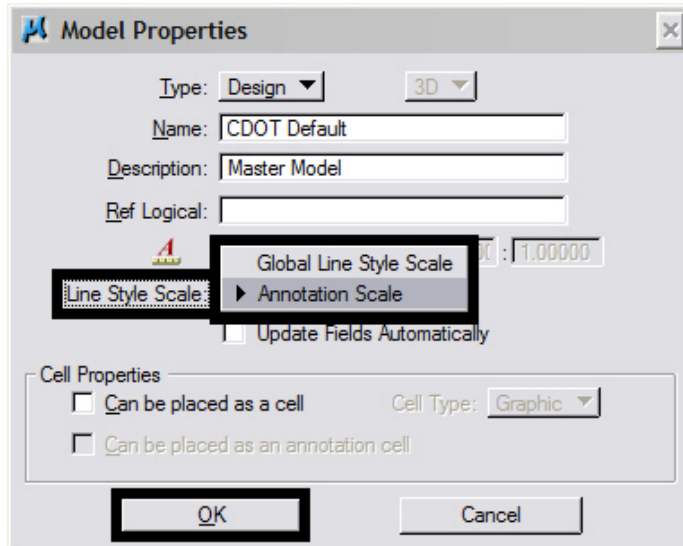 Model Properties
Type: Design 3D
Name: CDOT Default
Description: Master Model
Ref Logical:
A : 1.00000
Global Line Style Scale
Line Style Scale: Annotation Scale
Update Fields Automatically
Cell Properties
Can be placed as a cell Cell Type: Graphic
Can be placed as an annotation cell
OK Cancel